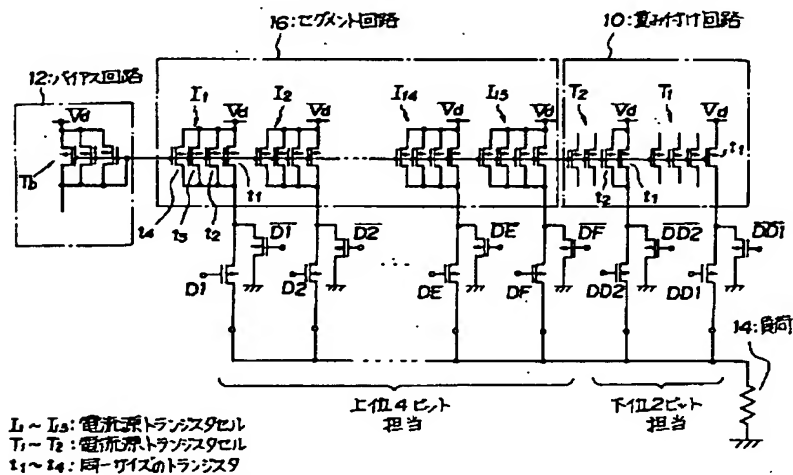 16:セグメント回路
10:重み付け回路
12:バイアス回路
I1 I2 I14 I15 T2 T1
Vd Vd Vd Vd Vd Vd Vd
Tb
t1
t4 t3 t2 t1 t2 t1
D1 D2 DE DF DD2 DD1
D1 D2 ... DE DF DD2 DD1
14:負荷
上位4ビット 下位2ビット
担当 担当
I1~I15:電流源トランジスタセル
T1~T2:電流源トランジスタセル
t1~t4:同一サイズのトランジスタ